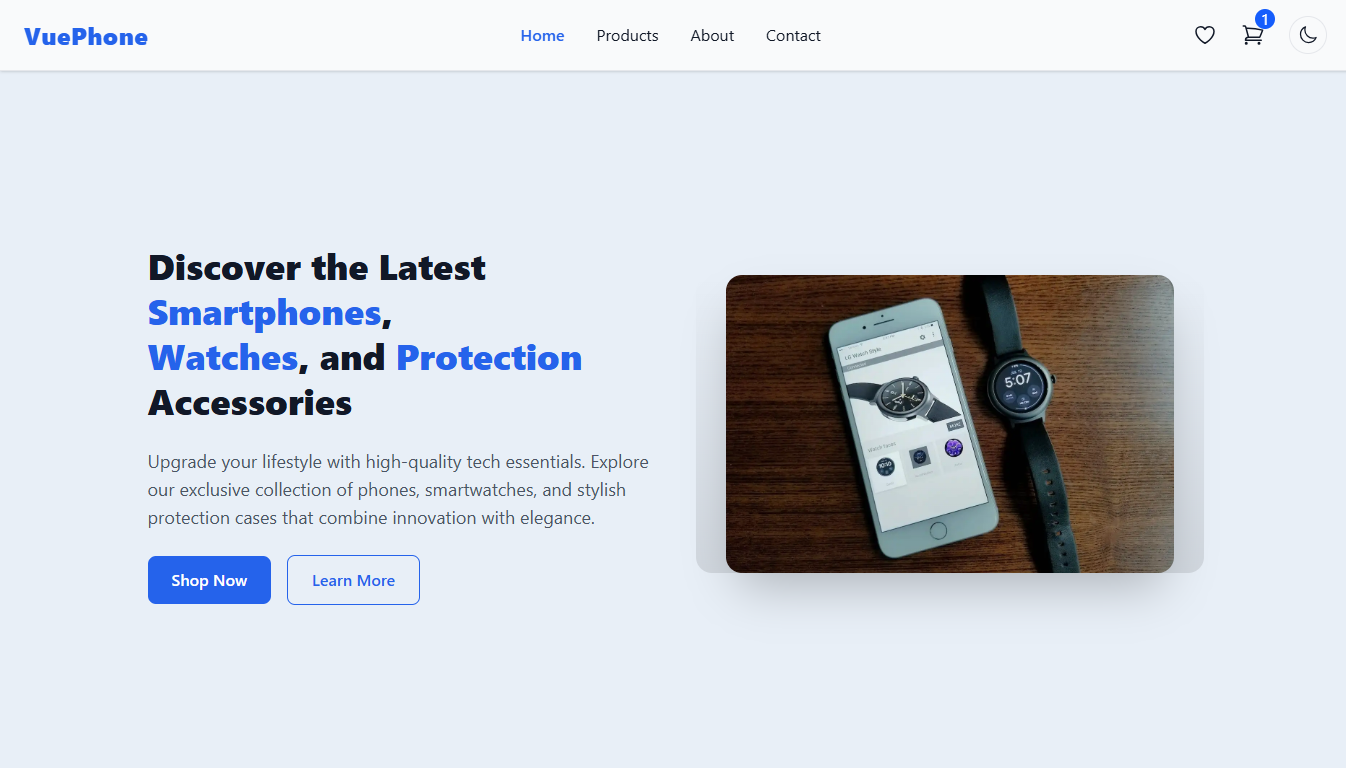 VuePhone
Home
Products
About
Contact
1
Discover the Latest
Smartphones,
Watches, and Protection
Accessories
Upgrade your lifestyle with high-quality tech essentials. Explore
our exclusive collection of phones, smartwatches, and stylish
protection cases that combine innovation with elegance.
Shop Now
Learn More
LG Watch Style
Watch faces
5:07